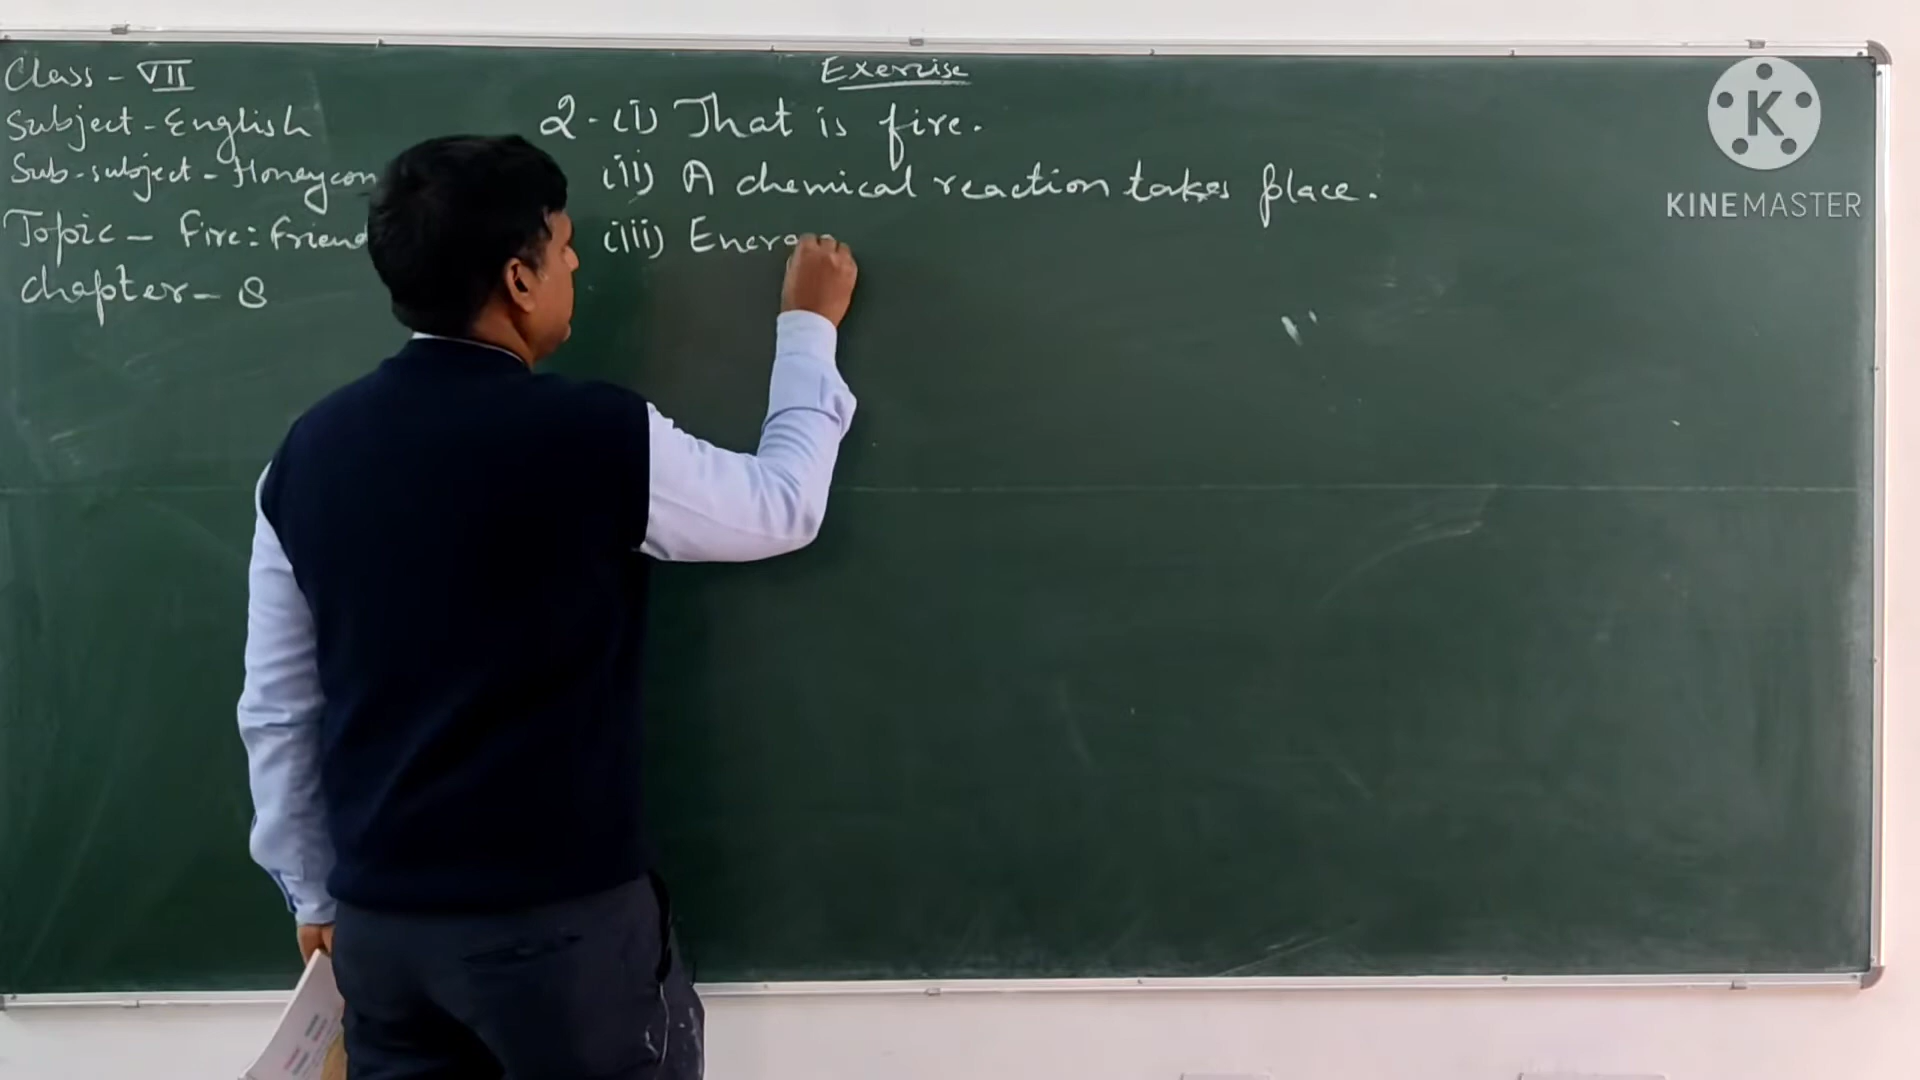 Class - VII
Subject - English
Sub-subject - Honeycom
Topic - Fire: Friend
Chapter - 8
Exercise
2 - (i) That is fire.
(ii) A chemical reaction takes place.
(iii) Energ
K
KINEMASTER